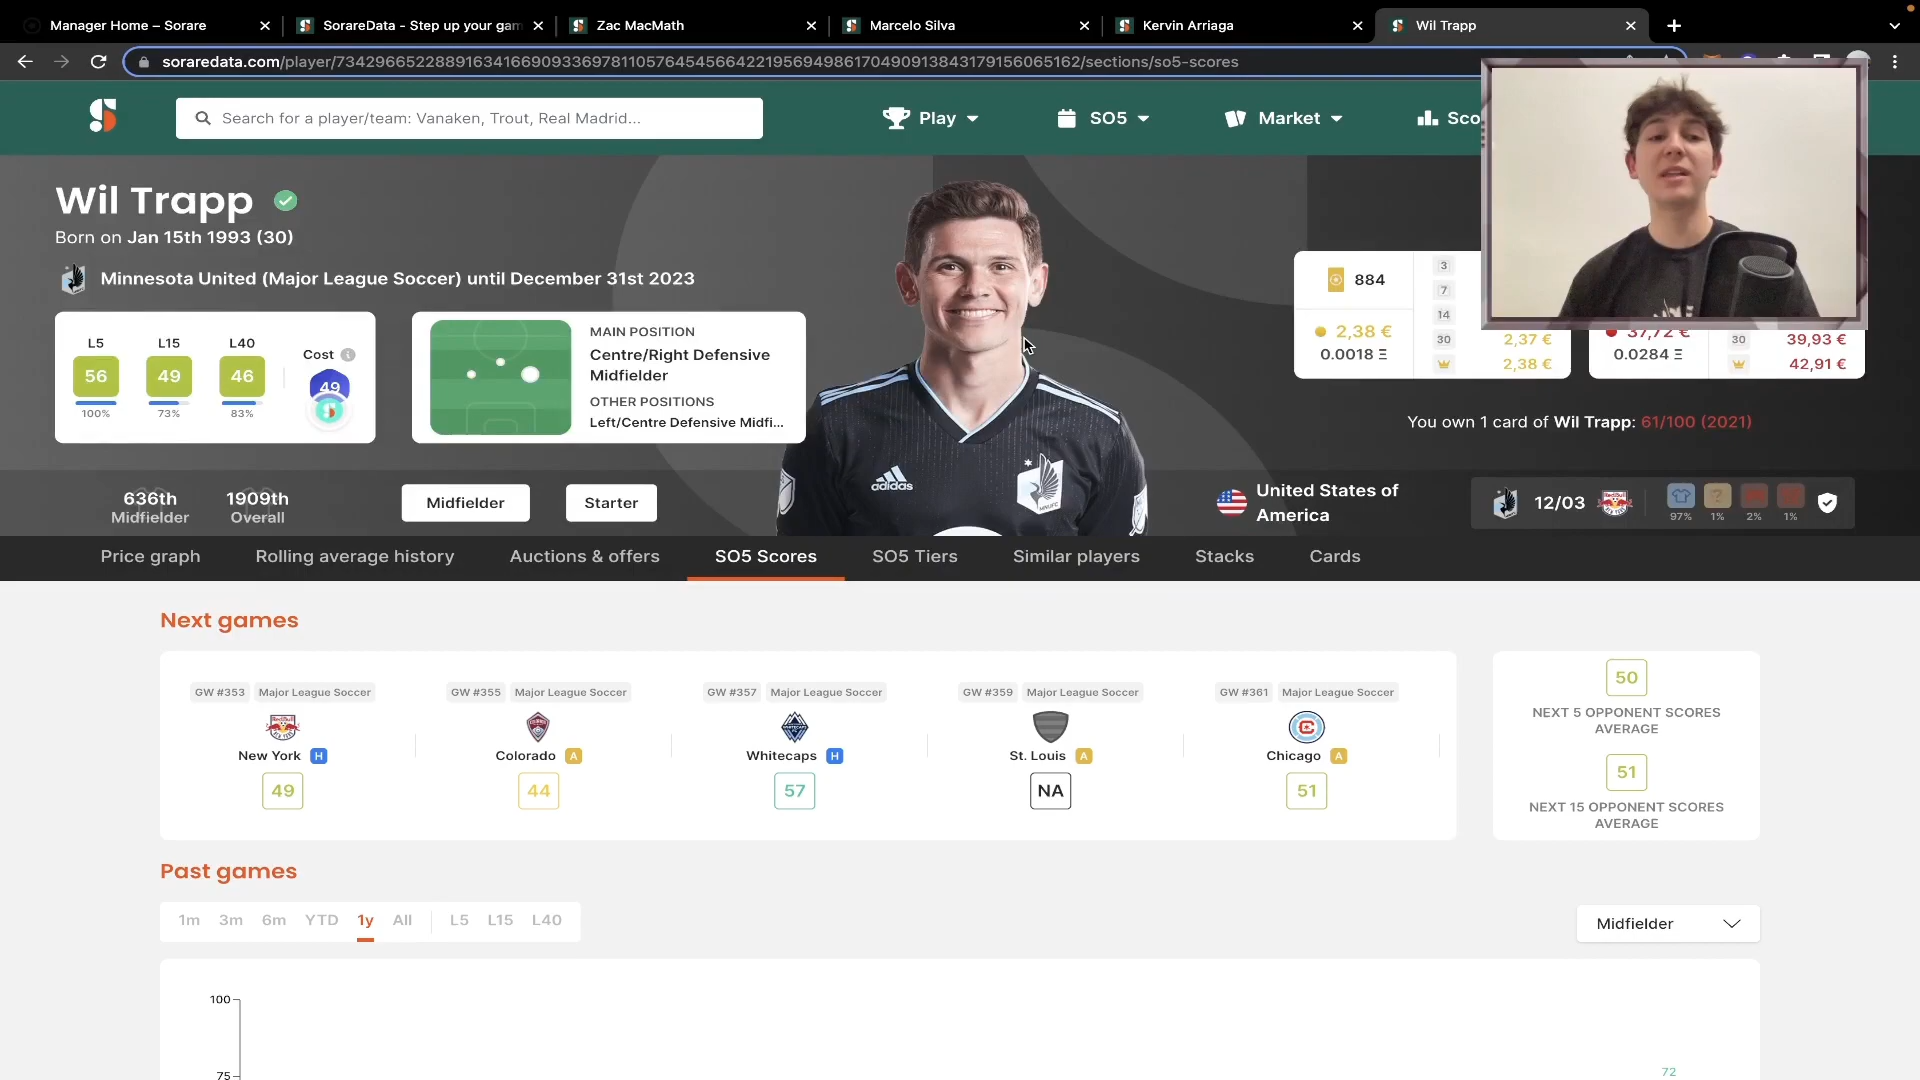 Manager Home – Sorare
SorareData - Step up your gam
Zac MacMath
Marcelo Silva
Kervin Arriaga
Wil Trapp
soraredata.com/player/73429665228891634166909336978110576454566422195694986170490913843179156065162/sections/so5-scores
Search for a player/team: Vanaken, Trout, Real Madrid...
Play
SO5
Market
Sco
Wil Trapp
Born on Jan 15th 1993 (30)
Minnesota United (Major League Soccer) until December 31st 2023
L5
L15
L40
Cost
56
49
46
49
100%
73%
83%
MAIN POSITION
Centre/Right Defensive
Midfielder
OTHER POSITIONS
Left/Centre Defensive Midfi...
884
2,38 €
0.0018 Ξ
3
7
14
30
2,37 €
2,38 €
37,72 €
0.0284 Ξ
30
39,93 €
42,91 €
You own 1 card of Wil Trapp: 61/100 (2021)
636th
Midfielder
1909th
Overall
Midfielder
Starter
adidas
United States of
America
12/03
97%
1%
2%
1%
Price graph
Rolling average history
Auctions & offers
SO5 Scores
SO5 Tiers
Similar players
Stacks
Cards
Next games
GW #353 Major League Soccer
GW #355 Major League Soccer
GW #357 Major League Soccer
GW #359 Major League Soccer
GW #361 Major League Soccer
New York H
Colorado A
Whitecaps H
St. Louis A
Chicago A
49
44
57
NA
51
50
NEXT 5 OPPONENT SCORES
AVERAGE
51
NEXT 15 OPPONENT SCORES
AVERAGE
Past games
1m 3m 6m YTD 1y All L5 L15 L40
Midfielder
100
75
72